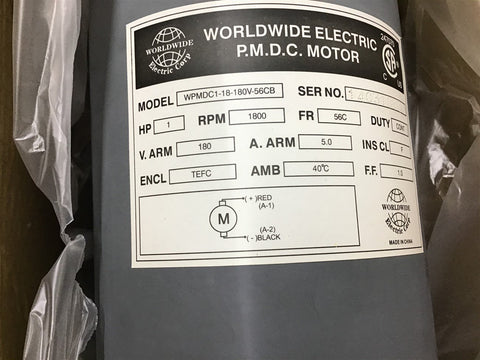 WORLDWIDE
Electric Corp
WORLDWIDE ELECTRIC
P.M.D.C. MOTOR
C
MODEL WPMDC1-18-180V-56CB SER NO.
HP 1 RPM 1800 FR 56C DUTY CONT
V. ARM 180 A. ARM 5.0 INS CL F
ENCL TEFC AMB 40°C F.F. 1.0
(+)RED
(A-1)
M
(A-2)
(-)BLACK
WORLDWIDE
Electric Corp
MADE IN CHINA